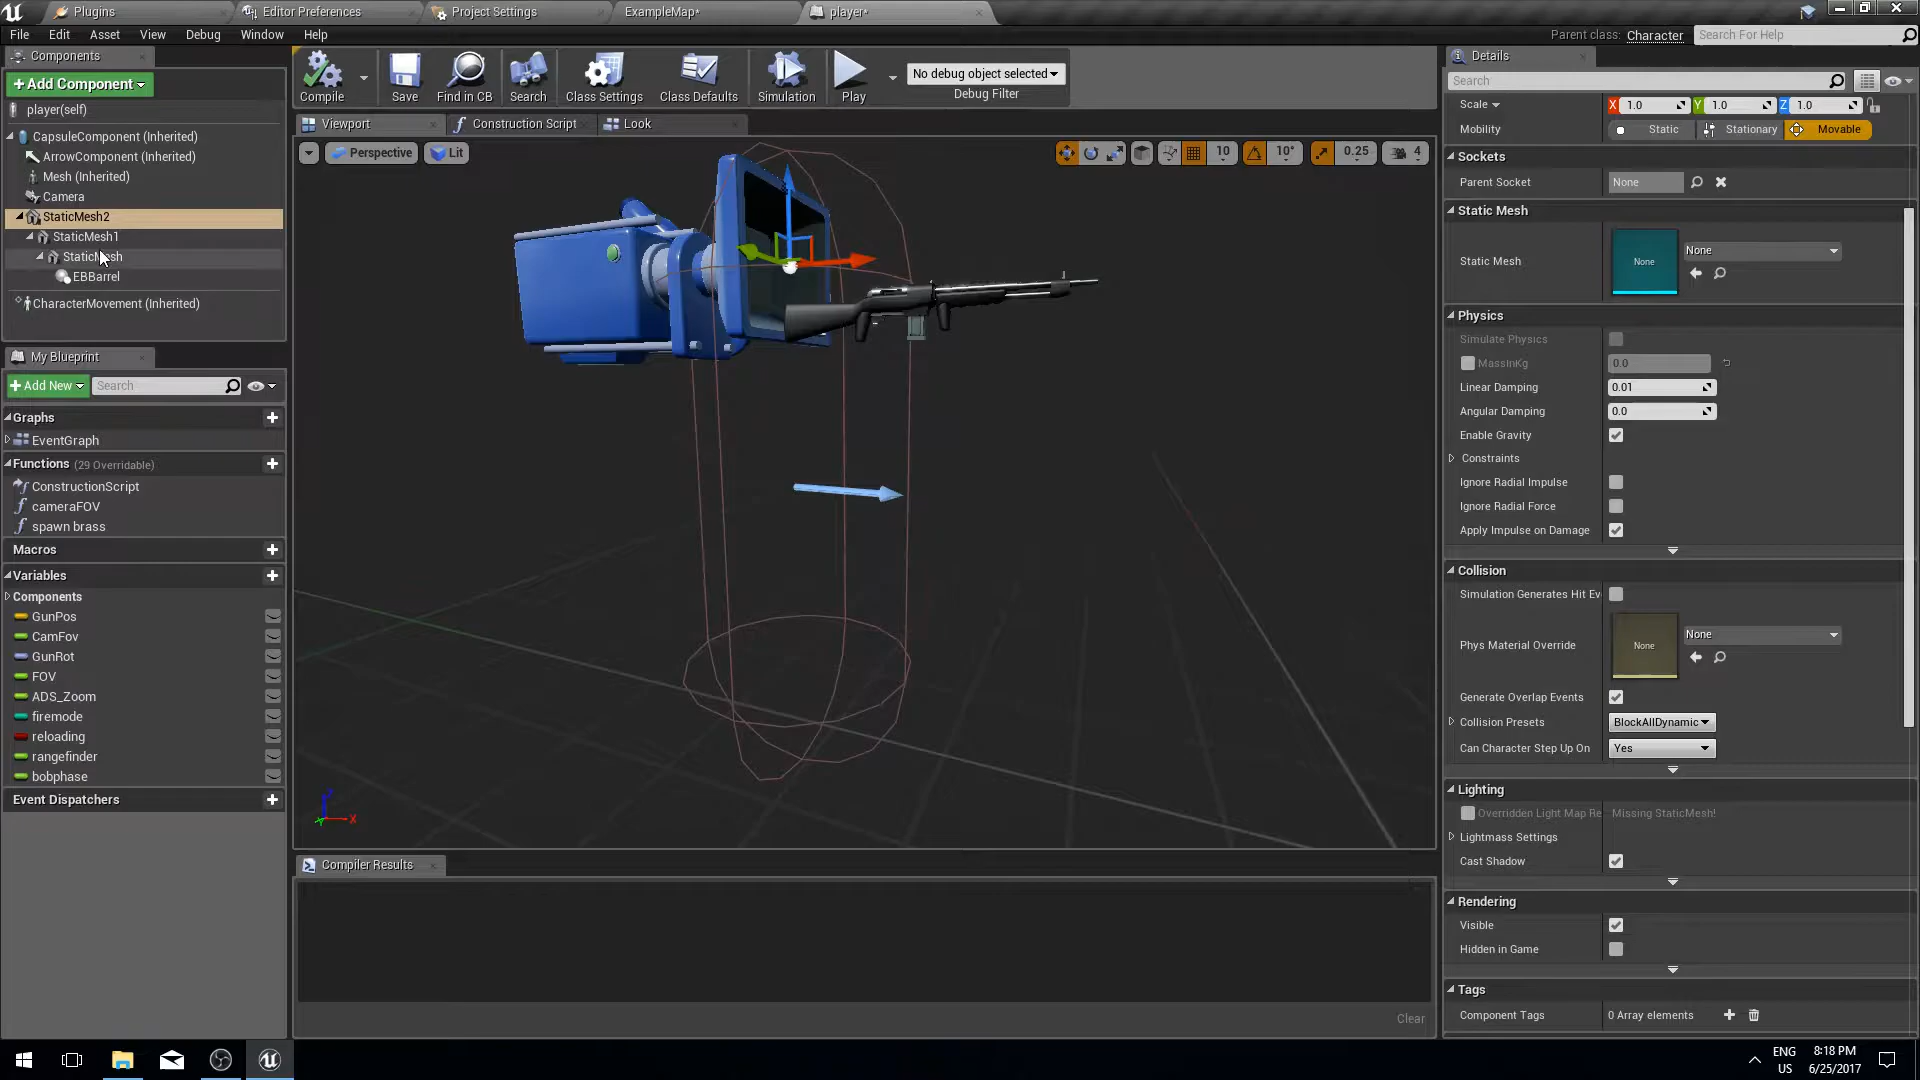 Plugins
Editor Preferences
Project Settings
ExampleMap*
player*
File Edit Asset View Debug Window Help
Parent class: Character
Search For Help
Components
+Add Component
player(self)
CapsuleComponent (Inherited)
ArrowComponent (Inherited)
Mesh (Inherited)
Camera
StaticMesh2
StaticMesh1
StaticMesh
EBBarrel
CharacterMovement (Inherited)
My Blueprint
+Add New
Search
Graphs
EventGraph
Functions (29 Overridable)
ConstructionScript
cameraFOV
spawn brass
Macros
Variables
Components
GunPos
CamFov
GunRot
FOV
ADS_Zoom
firemode
reloading
rangefinder
bobphase
Event Dispatchers
Compile
Save
Find in CB
Search
Class Settings
Class Defaults
Simulation
Play
No debug object selected
Debug Filter
Viewport
Construction Script
Look
Perspective
Lit
10
10°
0.25
4
Z
X
Y
Compiler Results
Clear
Details
Search
Scale X 1.0 Y 1.0 Z 1.0
Mobility Static Stationary Movable
Sockets
Parent Socket None
Static Mesh
Static Mesh None None
Physics
Simulate Physics
MassInKg 0.0
Linear Damping 0.01
Angular Damping 0.0
Enable Gravity
Constraints
Ignore Radial Impulse
Ignore Radial Force
Apply Impulse on Damage
Collision
Simulation Generates Hit Ev
Phys Material Override None None
Generate Overlap Events
Collision Presets BlockAllDynamic
Can Character Step Up On Yes
Lighting
Overridden Light Map Re Missing StaticMesh!
Lightmass Settings
Cast Shadow
Rendering
Visible
Hidden in Game
Tags
Component Tags 0 Array elements
ENG
US
8:18 PM
6/25/2017